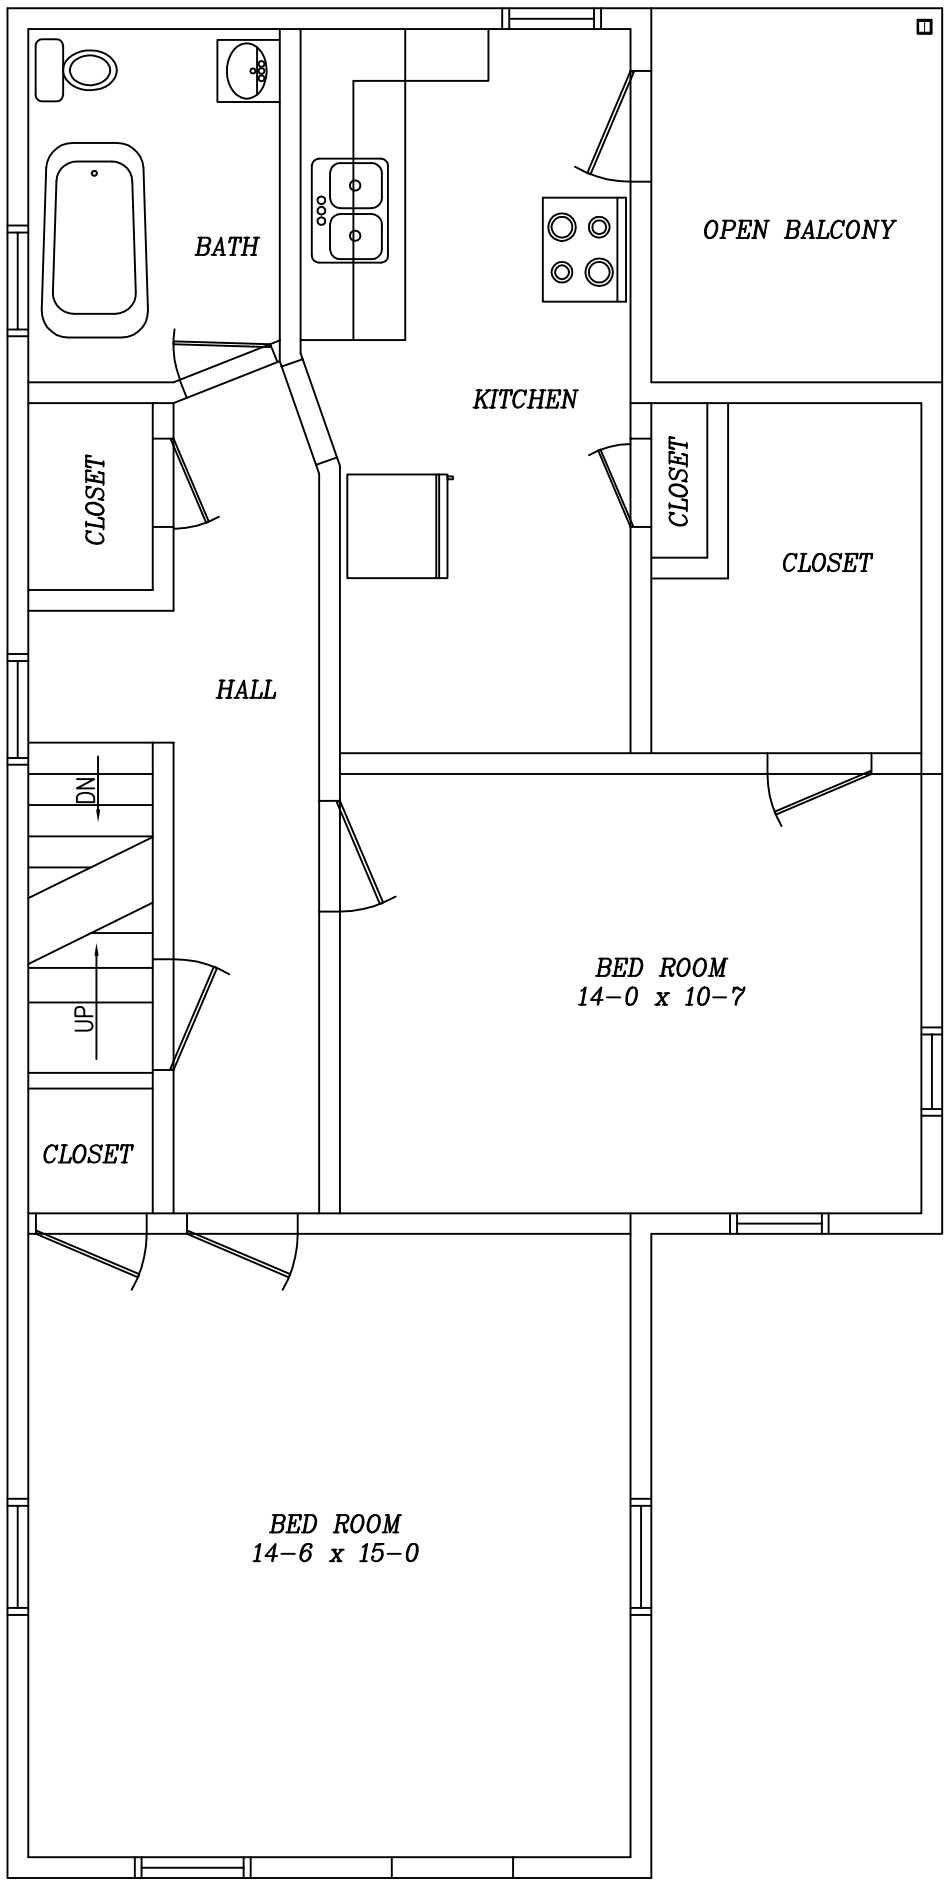 OPEN BALCONY
BATH
KITCHEN
CLOSET
CLOSET
CLOSET
HALL
DN
BED ROOM
14-0 x 10-7
UP
CLOSET
BED ROOM
14-6 x 15-0